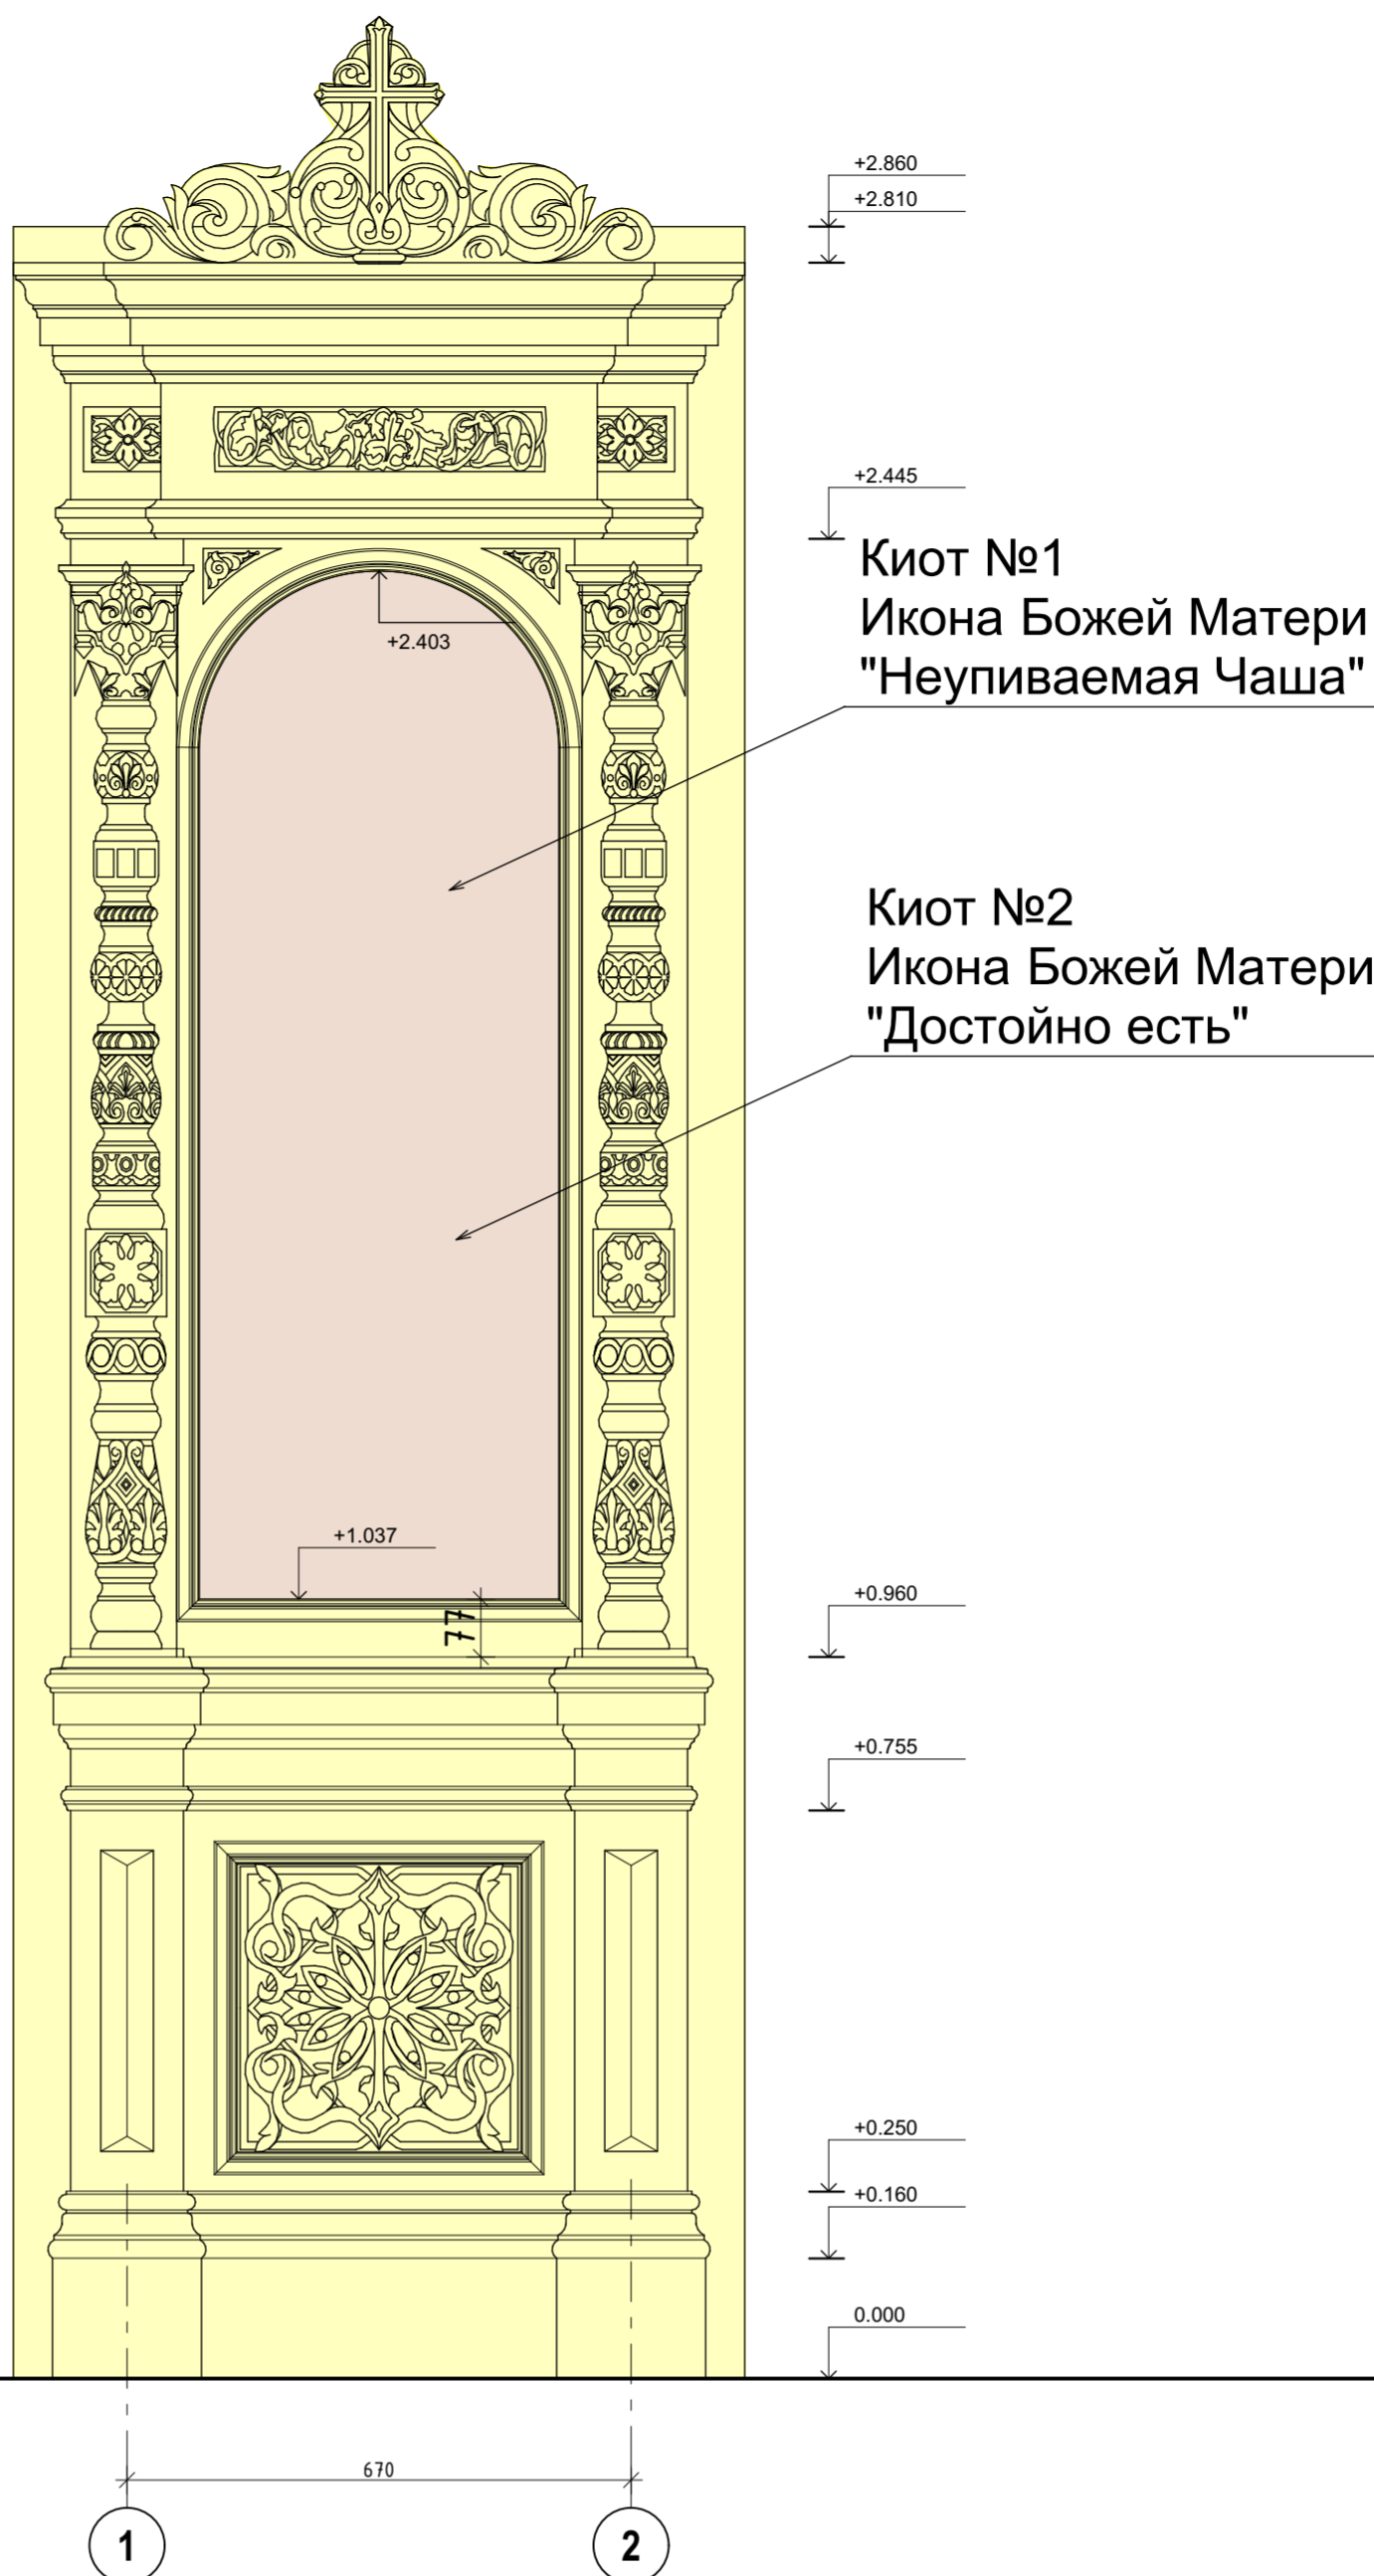 +2.860
+2.810
+2.445
Киот №1
Икона Божей Матери
"Неупиваемая Чаша"
+2.403
Киот №2
Икона Божей Матери
"Достойно есть"
+1.037
77
+0.960
+0.755
+0.250
+0.160
0.000
670
1
2